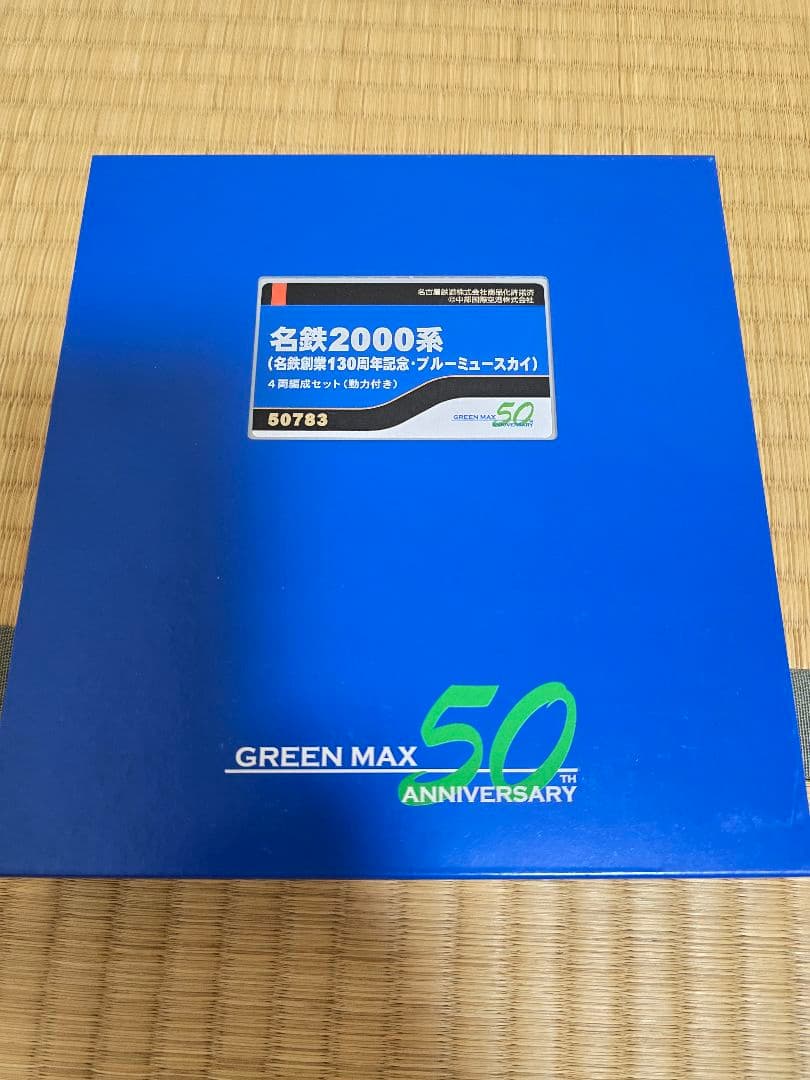 名古屋鉄道株式会社商品化許諾済
©中部国際空港株式会社
名鉄2000系
(名鉄創業130周年記念・ブルーミュースカイ)
4両編成セット(動力付き)
50783
GREEN MAX 50TH
ANNIVERSARY
GREEN MAX 50TH
ANNIVERSARY